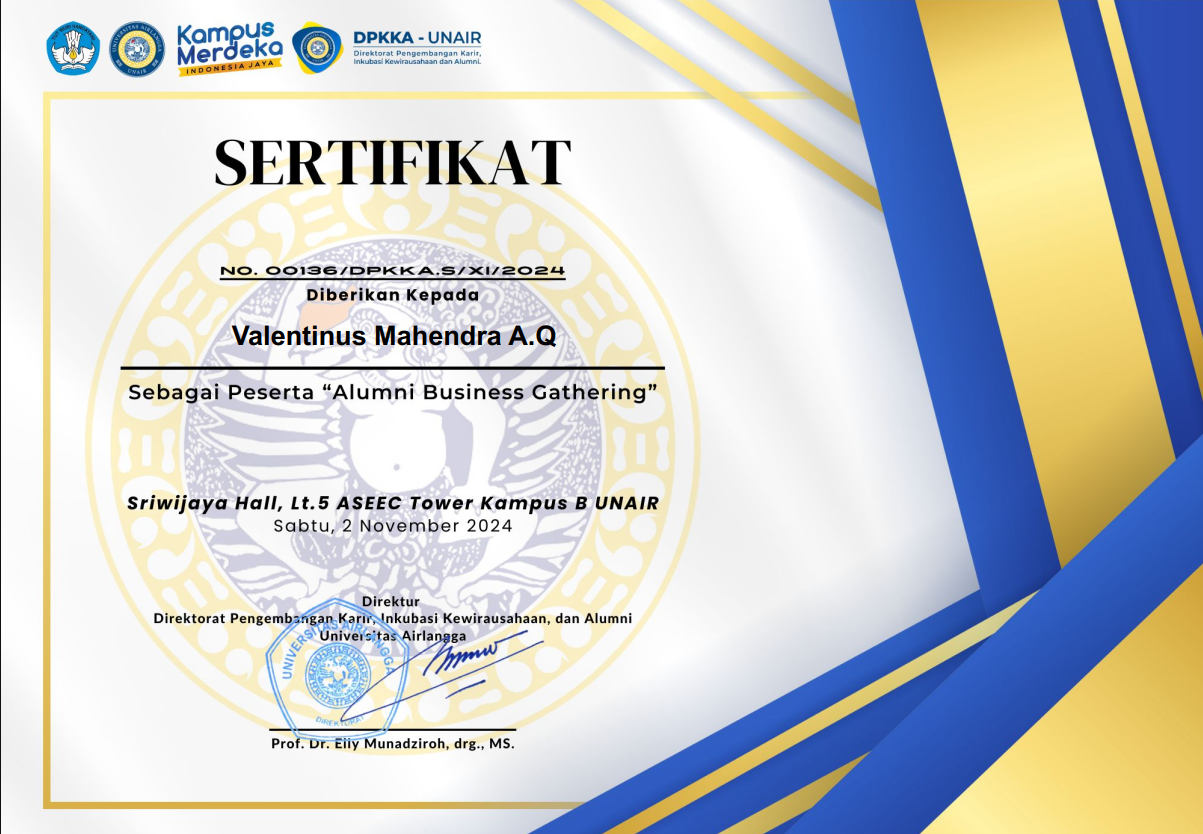 Kampus
Merdeka
INDONESIA JAYA
DPKKA - UNAIR
Direktorat Pengembangan Karir,
Inkubasi Kewirausahaan dan Alumni.
UNIVERSITAS AIRLANGGA
UNAIR
SERTIFIKAT
NO. 00136/DPKKA.S/XI/2024
Diberikan Kepada
Valentinus Mahendra A.Q
Sebagai Peserta “Alumni Business Gathering”
Sriwijaya Hall, Lt.5 ASEEC Tower Kampus B UNAIR
Sabtu, 2 November 2024
Direktur
Direktorat Pengembangan Karir, Inkubasi Kewirausahaan, dan Alumni
Universitas Airlangga
UNIVERSITAS AIRLANGGA
DIREKTORAT
Prof. Dr. Elly Munadziroh, drg., MS.